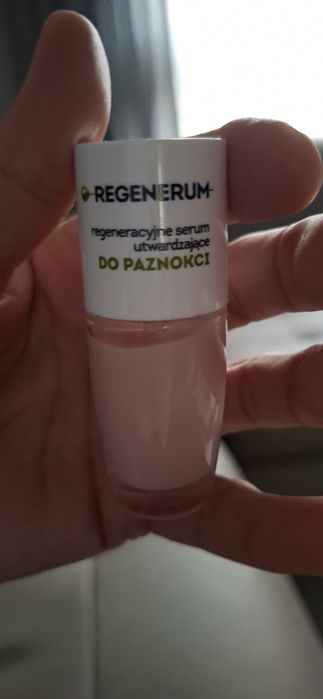 REGENERUM
regeneracyjne serum
utwardzające
DO PAZNOKCI